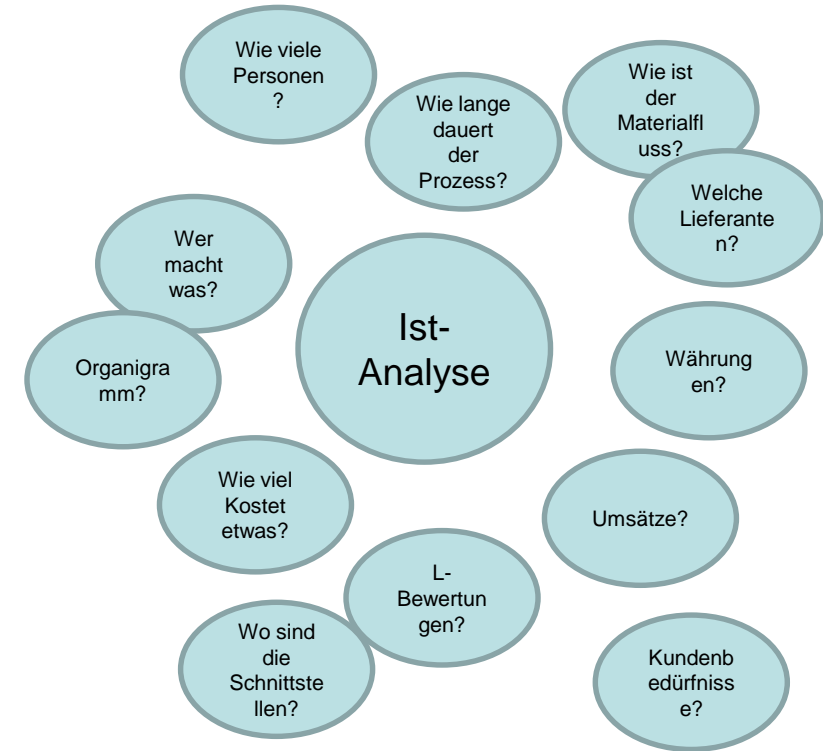 Wie viele
Personen
?
Wie lange
dauert
der
Prozess?
Wie ist
der
Materialfl
uss?
Welche
Lieferante
n?
Wer
macht
was?
Organigra
mm?
Ist-
Analyse
Währung
en?
Wie viel
Kostet
etwas?
Umsätze?
L-
Bewertun
gen?
Wo sind
die
Schnittste
llen?
Kundenb
edürfniss
e?